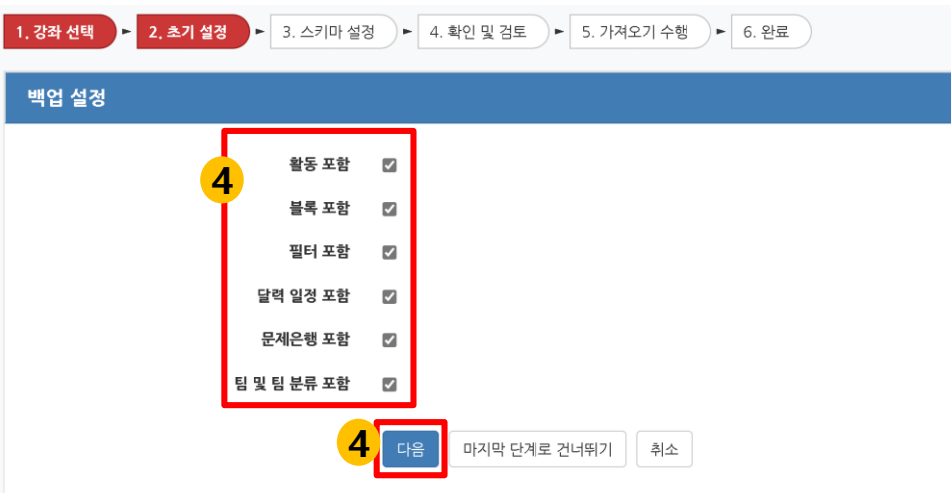 1. 강좌 선택 ► 2. 초기 설정 ► 3. 스키마 설정 ► 4. 확인 및 검토 ► 5. 가져오기 수행 ► 6. 완료
백업 설정
4
활동 포함
블록 포함
필터 포함
달력 일정 포함
문제은행 포함
팀 및 팀 분류 포함
4 다음 마지막 단계로 건너뛰기 취소